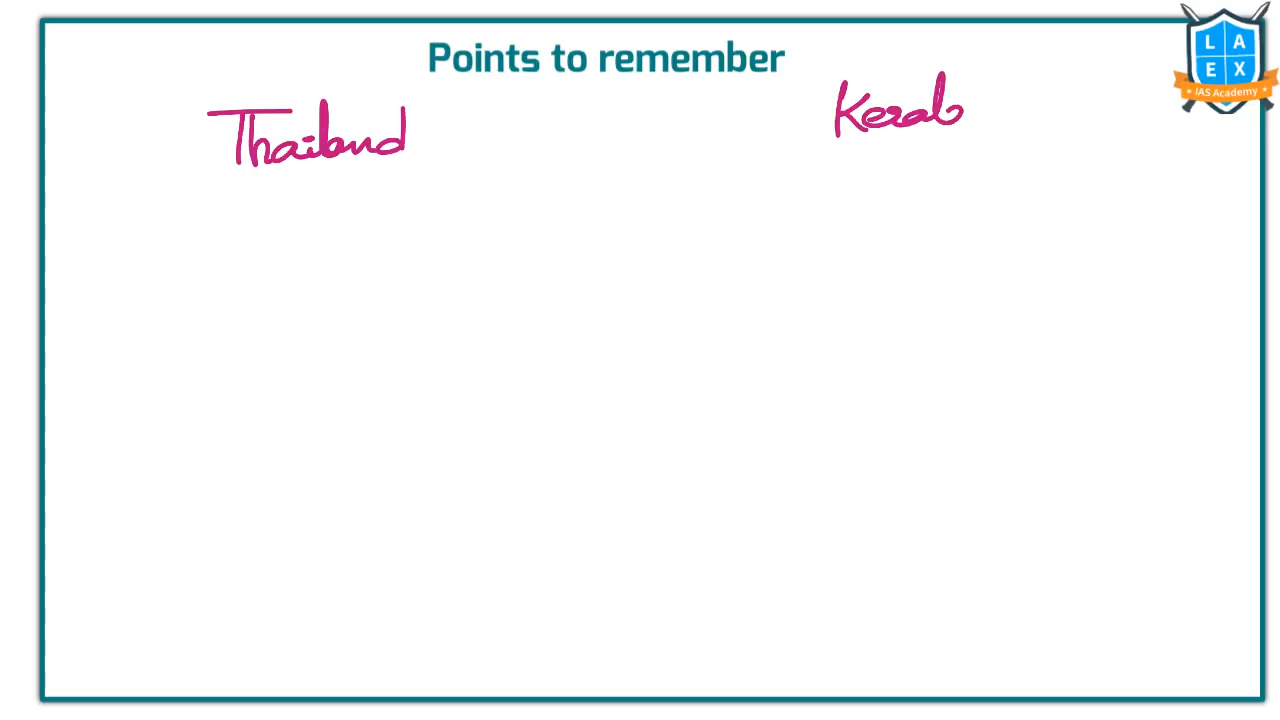 Points to remember
L A
E X
IAS Academy
Thailand
Kerala